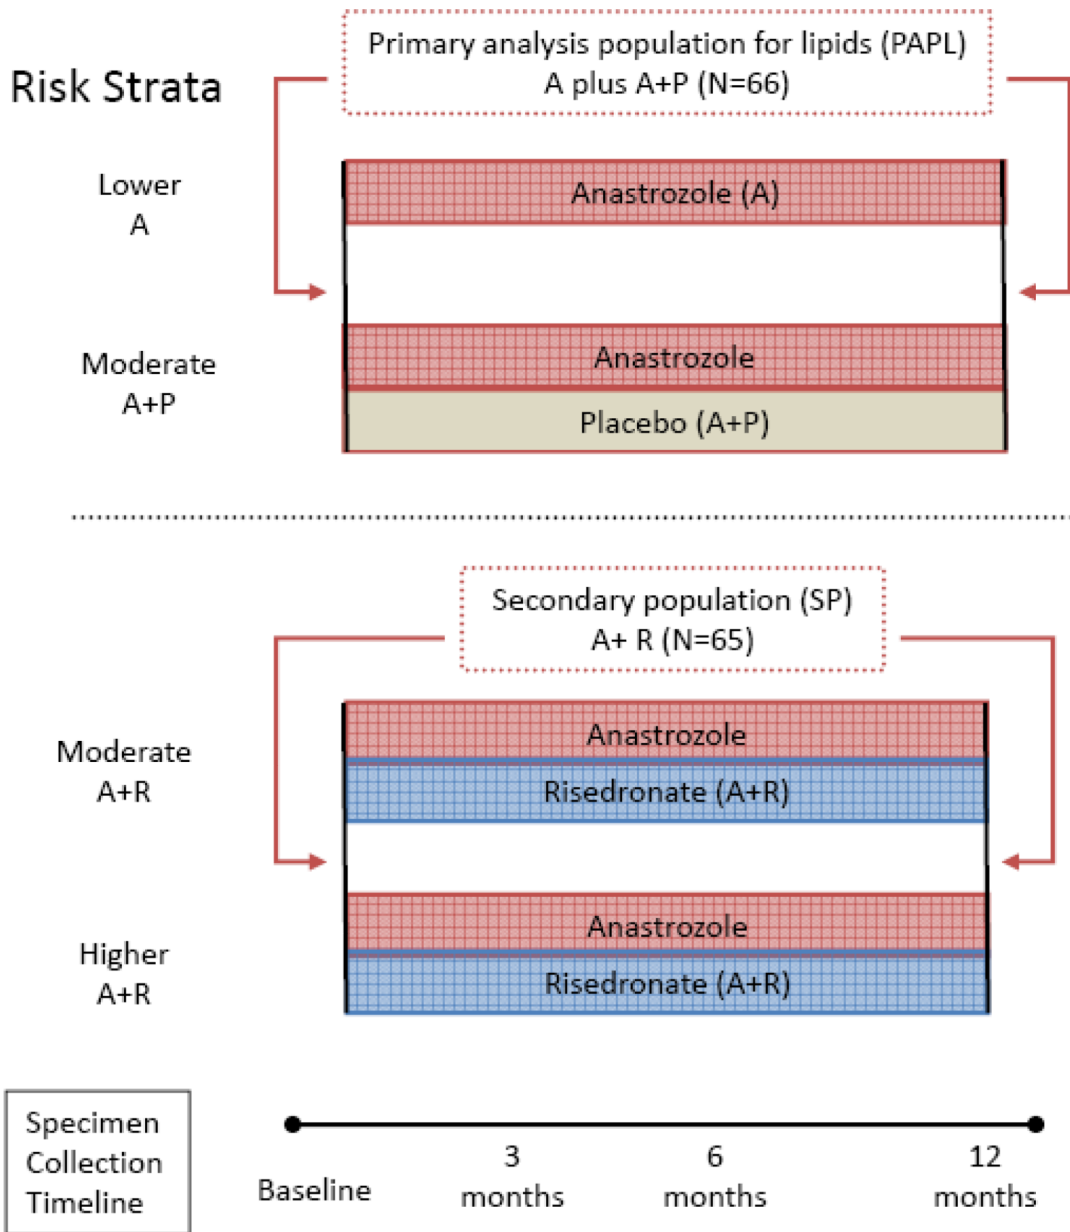 Primary analysis population for lipids (PAPL)
A plus A+P (N=66)
Risk Strata
Lower
A
Anastrozole (A)
Moderate
A+P
Anastrozole
Placebo (A+P)
Secondary population (SP)
A+ R (N=65)
Moderate
A+R
Anastrozole
Risedronate (A+R)
Higher
A+R
Anastrozole
Risedronate (A+R)
Specimen
Collection
Timeline
Baseline
3
months
6
months
12
months